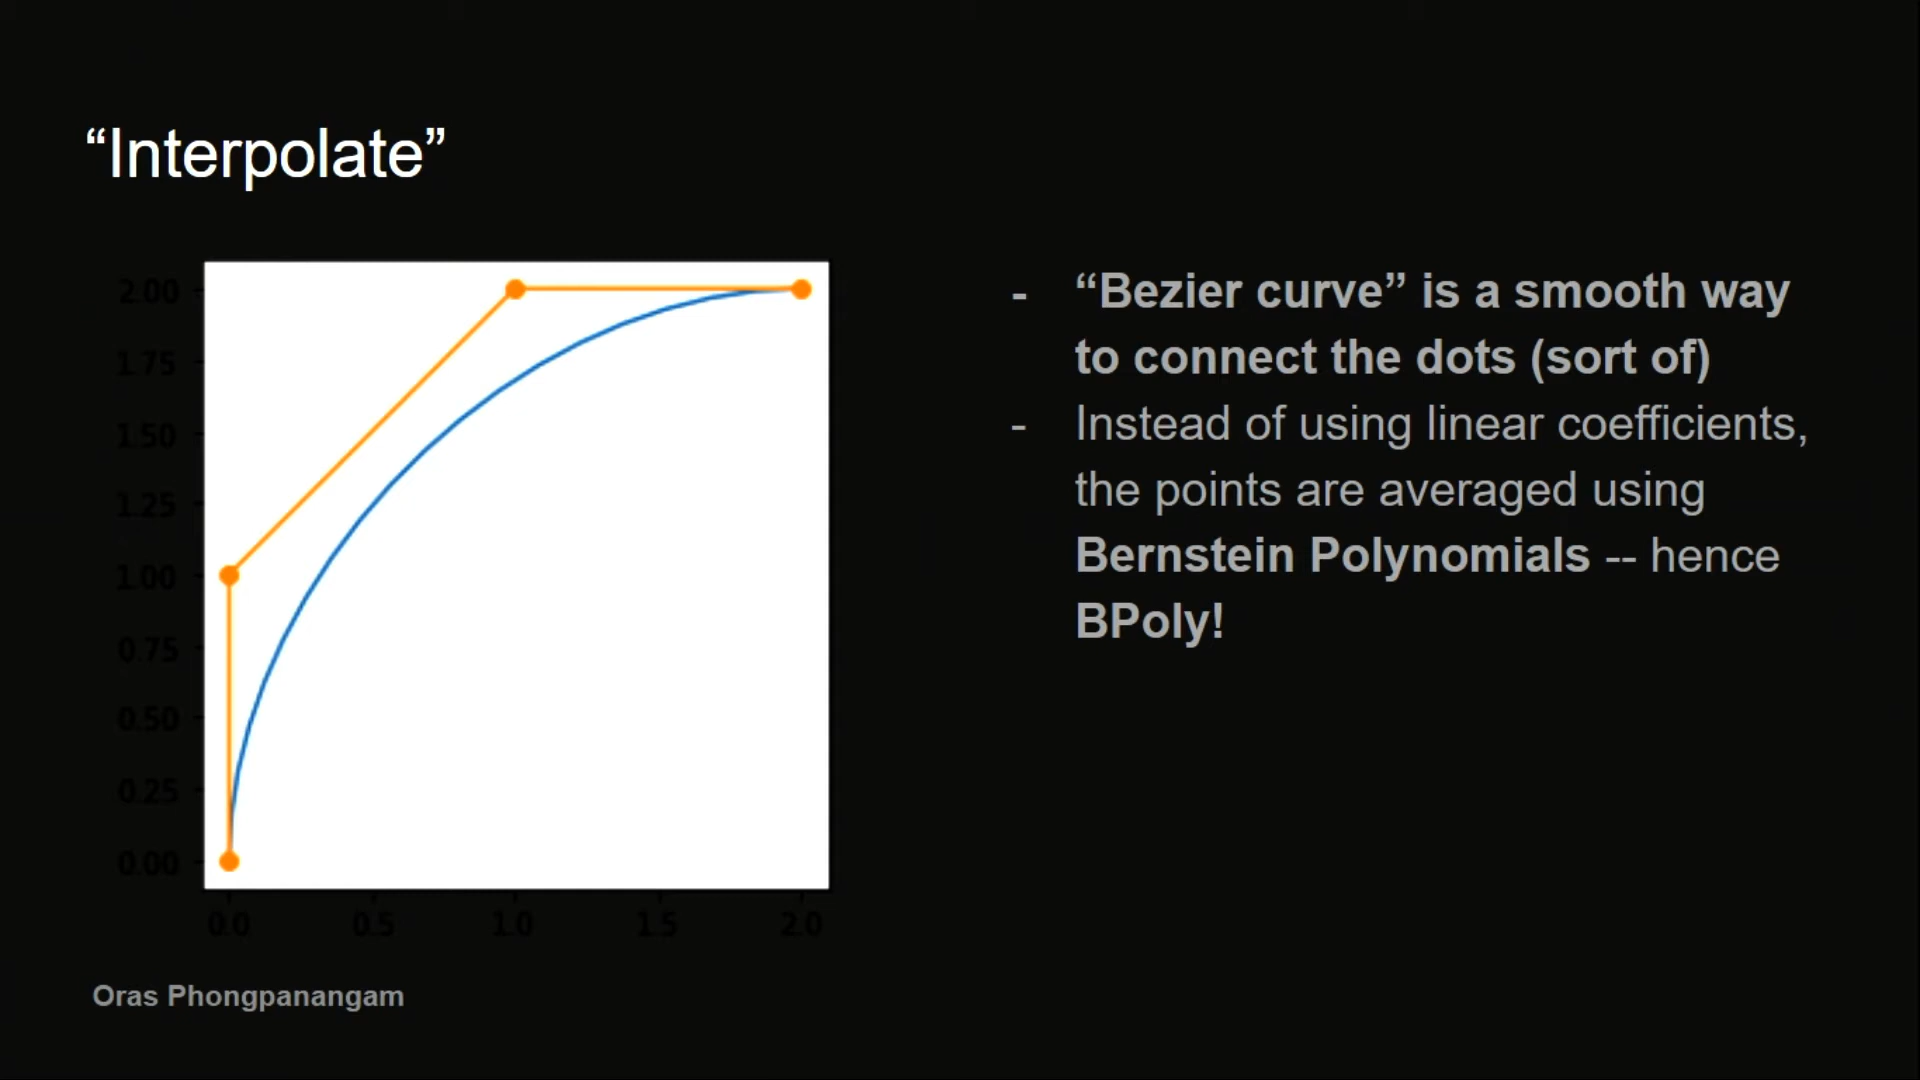 “Interpolate”
2.00
1.75
1.50
1.25
1.00
0.75
0.50
0.25
0.00
0.0 0.5 1.0 1.5 2.0
- “Bezier curve” is a smooth way
to connect the dots (sort of)
- Instead of using linear coefficients,
the points are averaged using
Bernstein Polynomials -- hence
BPoly!
Oras Phongpanangam